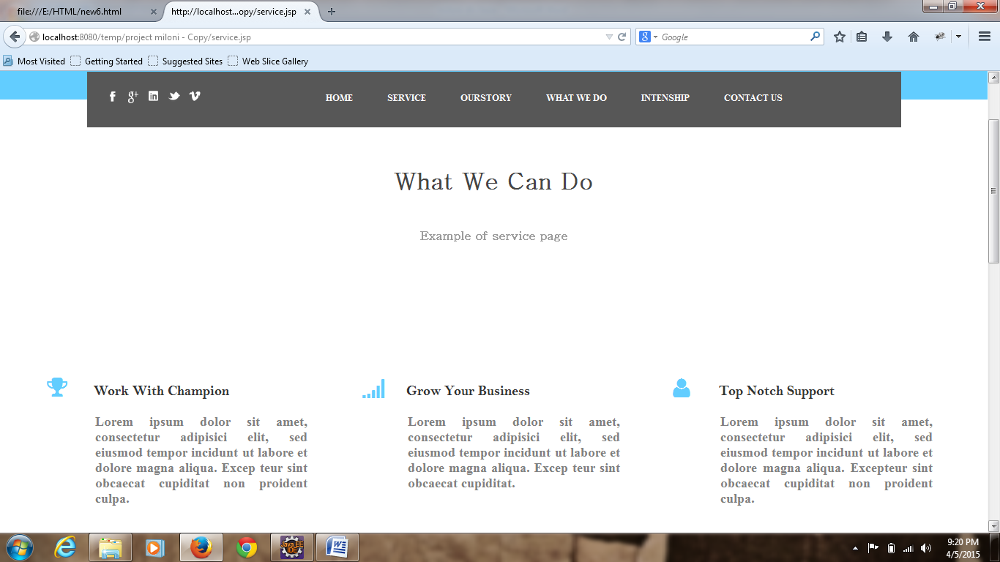 file:///E:/HTML/new6.html
http://localhost...opy/service.jsp
localhost:8080/temp/project miloni - Copy/service.jsp
Google
Most Visited
Getting Started
Suggested Sites
Web Slice Gallery
HOME
SERVICE
OURSTORY
WHAT WE DO
INTENSHIP
CONTACT US
What We Can Do
Example of service page
Work With Champion
Lorem ipsum dolor sit amet,
consectetur adipisici elit, sed
eiusmod tempor incidunt ut labore et
dolore magna aliqua. Excep teur sint
obcaecat cupiditat non proident
culpa.
Grow Your Business
Lorem ipsum dolor sit amet,
consectetur adipisici elit, sed
eiusmod tempor incidunt ut labore et
dolore magna aliqua. Excep teur sint
obcaecat cupiditat.
Top Notch Support
Lorem ipsum dolor sit amet,
consectetur adipisici elit, sed
eiusmod tempor incidunt ut labore et
dolore magna aliqua. Excepteur sint
obcaecat cupiditat non proident
culpa.
Java EE
IDE
9:20 PM
4/5/2015